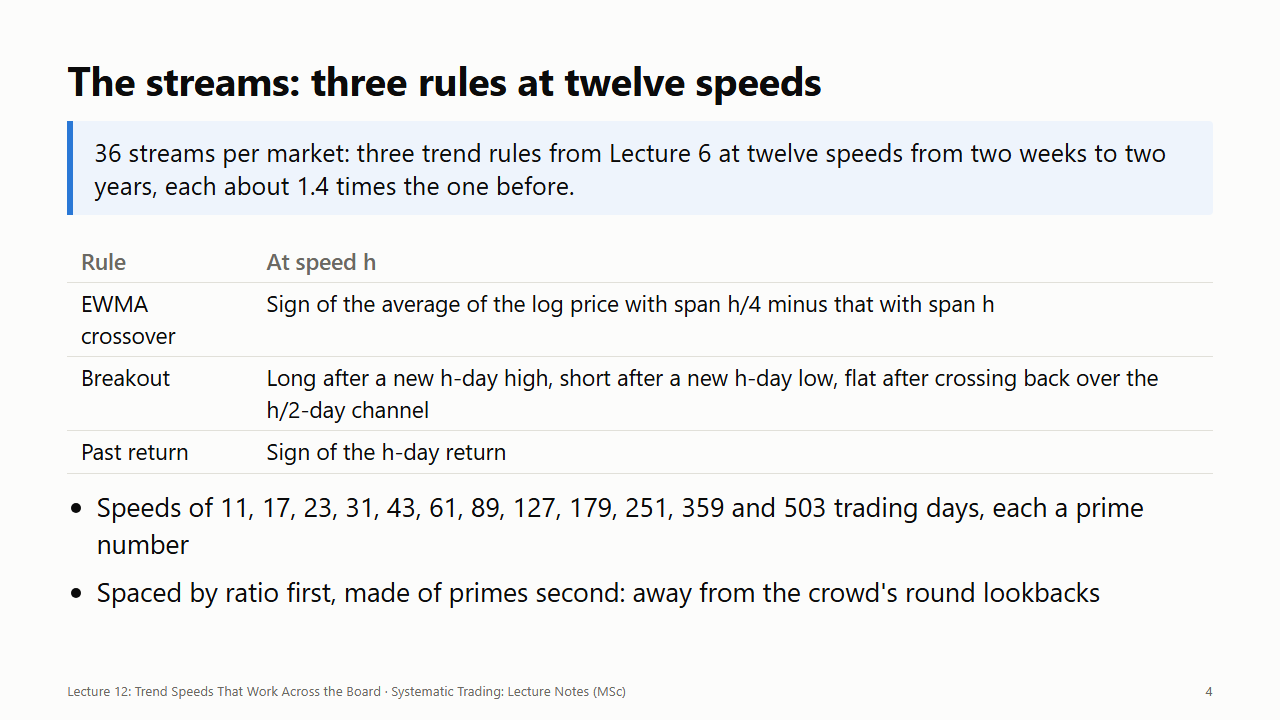 The streams: three rules at twelve speeds
36 streams per market: three trend rules from Lecture 6 at twelve speeds from two weeks to two
years, each about 1.4 times the one before.
Rule At speed h
EWMA crossover Sign of the average of the log price with span h/4 minus that with span h
Breakout Long after a new h-day high, short after a new h-day low, flat after crossing back over the
h/2-day channel
Past return Sign of the h-day return
• Speeds of 11, 17, 23, 31, 43, 61, 89, 127, 179, 251, 359 and 503 trading days, each a prime
number
• Spaced by ratio first, made of primes second: away from the crowd's round lookbacks
Lecture 12: Trend Speeds That Work Across the Board · Systematic Trading: Lecture Notes (MSc) 4